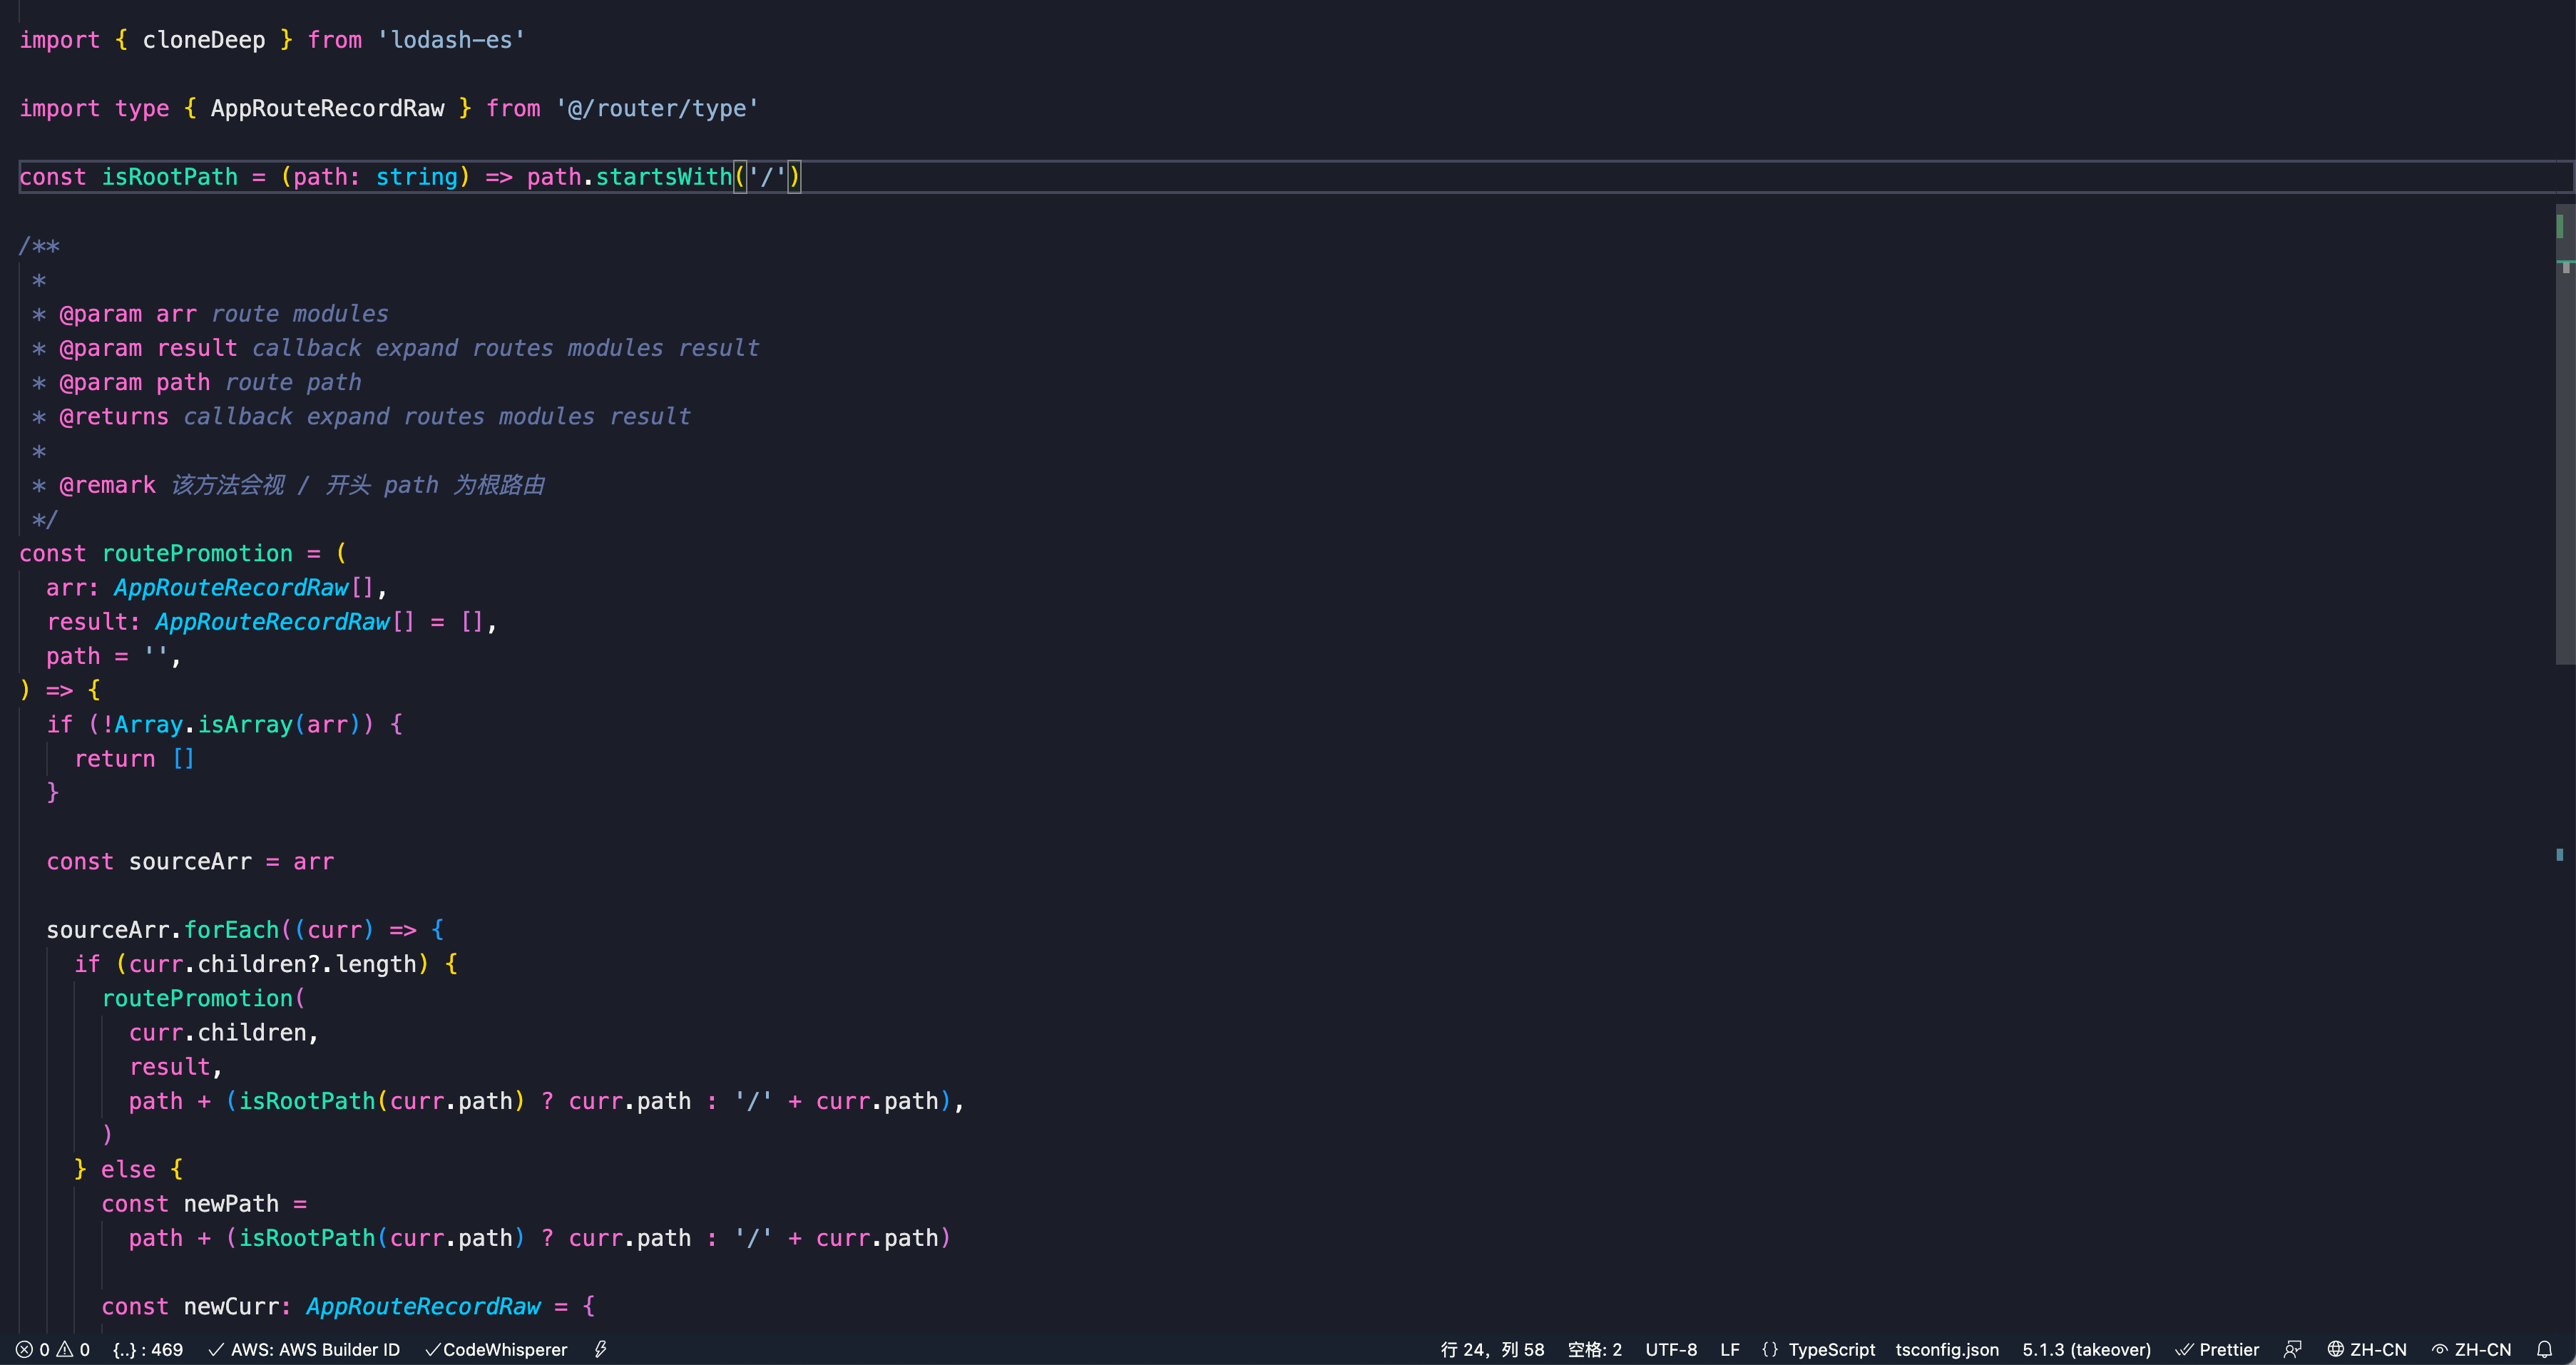 import { cloneDeep } from 'lodash-es'
import type { AppRouteRecordRaw } from '@/router/type'
const isRootPath = (path: string) => path.startsWith('/')
/**
 *
 * @param arr route modules
 * @param result callback expand routes modules result
 * @param path route path
 * @returns callback expand routes modules result
 *
 * @remark 该方法会视 / 开头 path 为根路由
 */
const routePromotion = (
  arr: AppRouteRecordRaw[],
  result: AppRouteRecordRaw[] = [],
  path = '',
) => {
  if (!Array.isArray(arr)) {
    return []
  }
  const sourceArr = arr
  sourceArr.forEach((curr) => {
    if (curr.children?.length) {
      routePromotion(
        curr.children,
        result,
        path + (isRootPath(curr.path) ? curr.path : '/' + curr.path),
      )
    } else {
      const newPath =
        path + (isRootPath(curr.path) ? curr.path : '/' + curr.path)
      const newCurr: AppRouteRecordRaw = {
0 0 {..} : 469 AWS: AWS Builder ID CodeWhisperer 行 24，列 58 空格: 2 UTF-8 LF {} TypeScript tsconfig.json 5.1.3 (takeover) Prettier ZH-CN ZH-CN